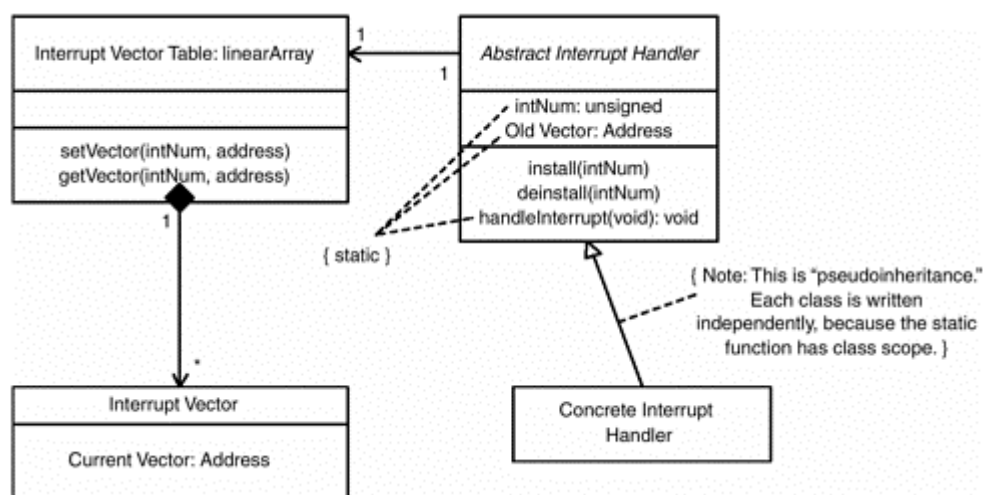 1
Interrupt Vector Table: linearArray
Abstract Interrupt Handler
1
intNum: unsigned
Old Vector: Address
setVector(intNum, address)
getVector(intNum, address)
install(intNum)
deinstall(intNum)
handleInterrupt(void): void
1
{ static }
{ Note: This is “pseudoinheritance.”
Each class is written
independently, because the static
function has class scope. }
*
Interrupt Vector
Current Vector: Address
Concrete Interrupt
Handler